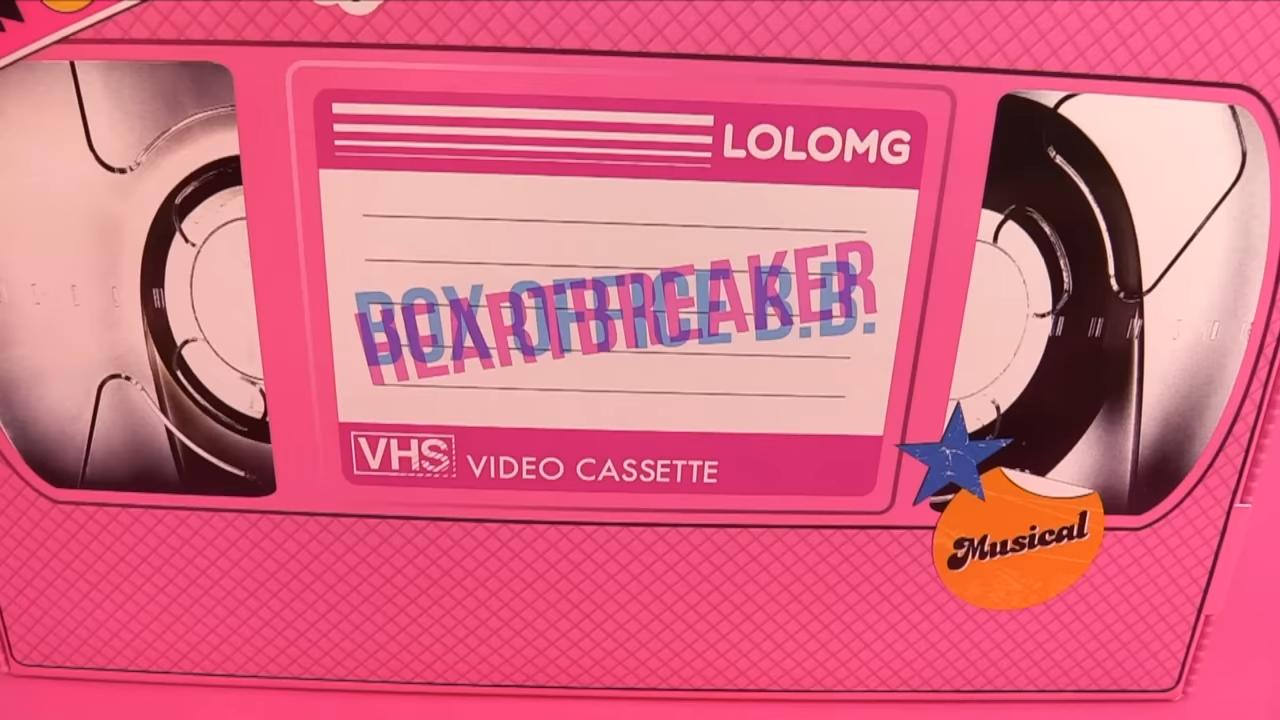 LOLOMG
BOX OFFICE B.B.
HEARTBREAKER
VHS VIDEO CASSETTE
Musical